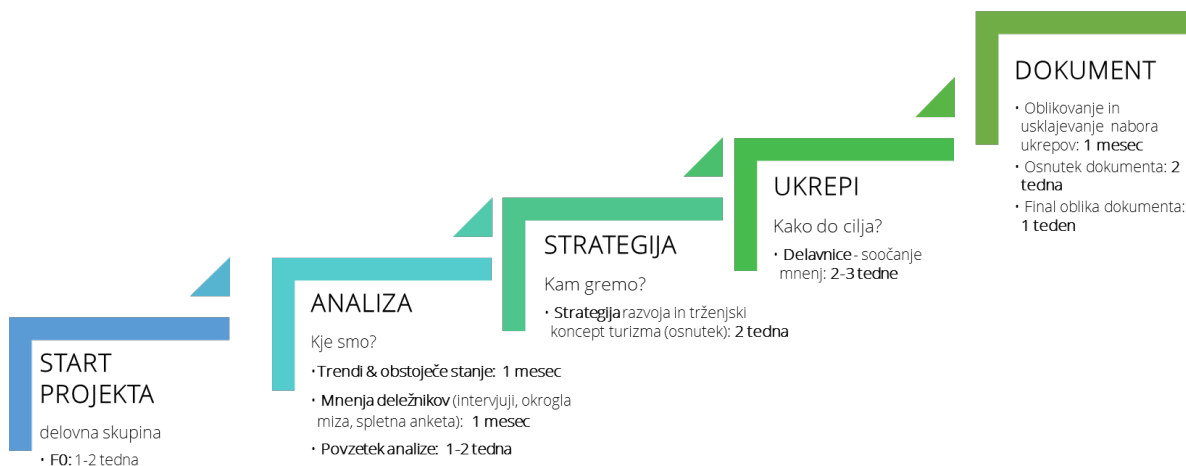 START
PROJEKTA
delovna skupina
• F0: 1-2 tedna
ANALIZA
Kje smo?
• Trendi & obstoječe stanje: 1 mesec
• Mnenja deležnikov (intervjuji, okrogla
miza, spletna anketa): 1 mesec
• Povzetek analize: 1-2 tedna
STRATEGIJA
Kam gremo?
• Strategija razvoja in trženjski
koncept turizma (osnutek): 2 tedna
UKREPI
Kako do cilja?
• Delavnice - soočanje
mnenj: 2-3 tedne
DOKUMENT
• Oblikovanje in
usklajevanje nabora
ukrepov: 1 mesec
• Osnutek dokumenta: 2
tedna
• Final oblika dokumenta:
1 teden